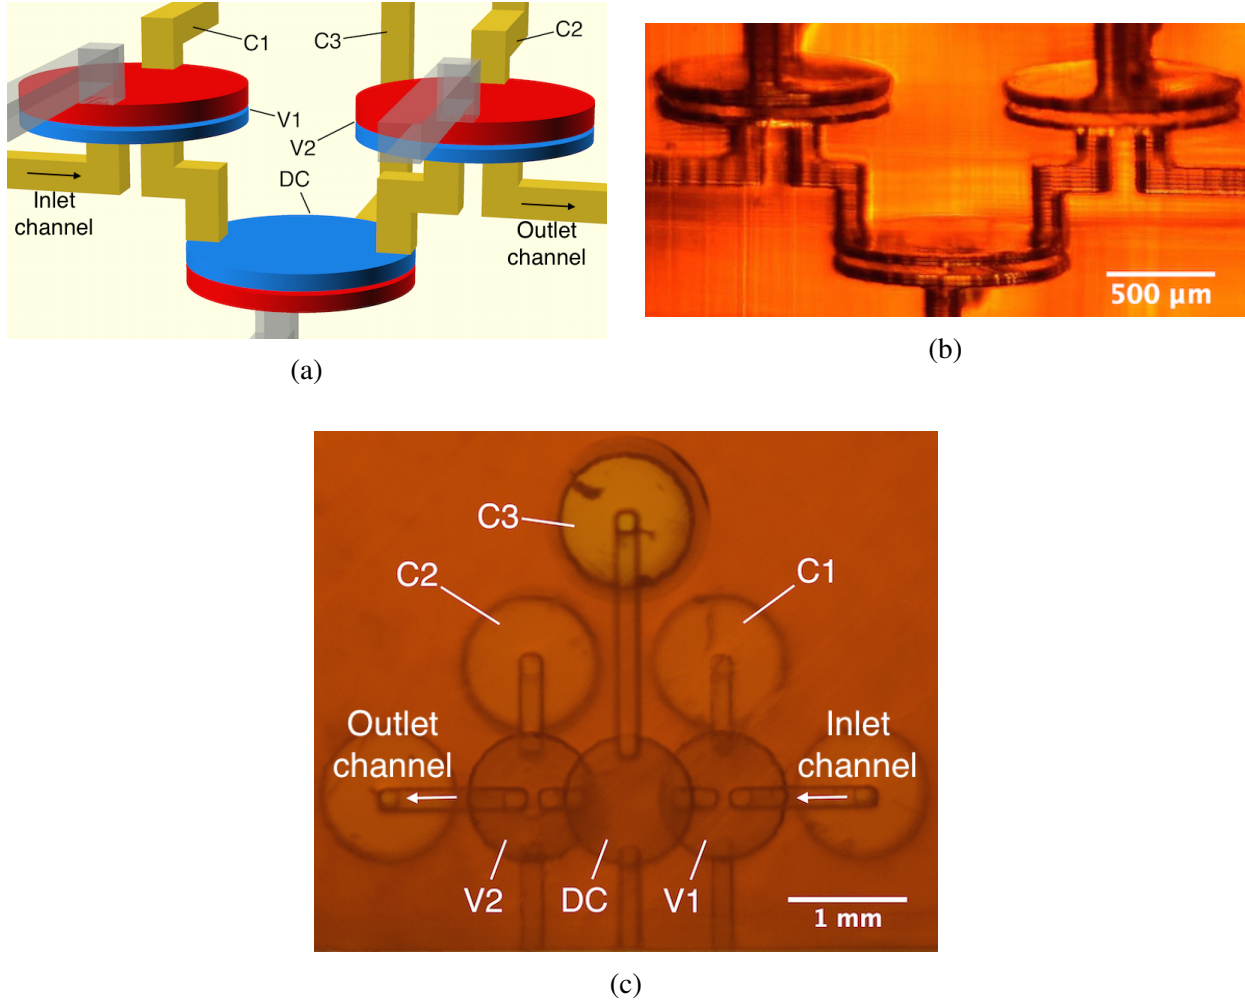 C1
C3
C2
V1
V2
DC
Inlet
channel
Outlet
channel
(a)
500 µm
(b)
C3
C2
C1
Outlet
channel
Inlet
channel
V2
DC
V1
1 mm
(c)